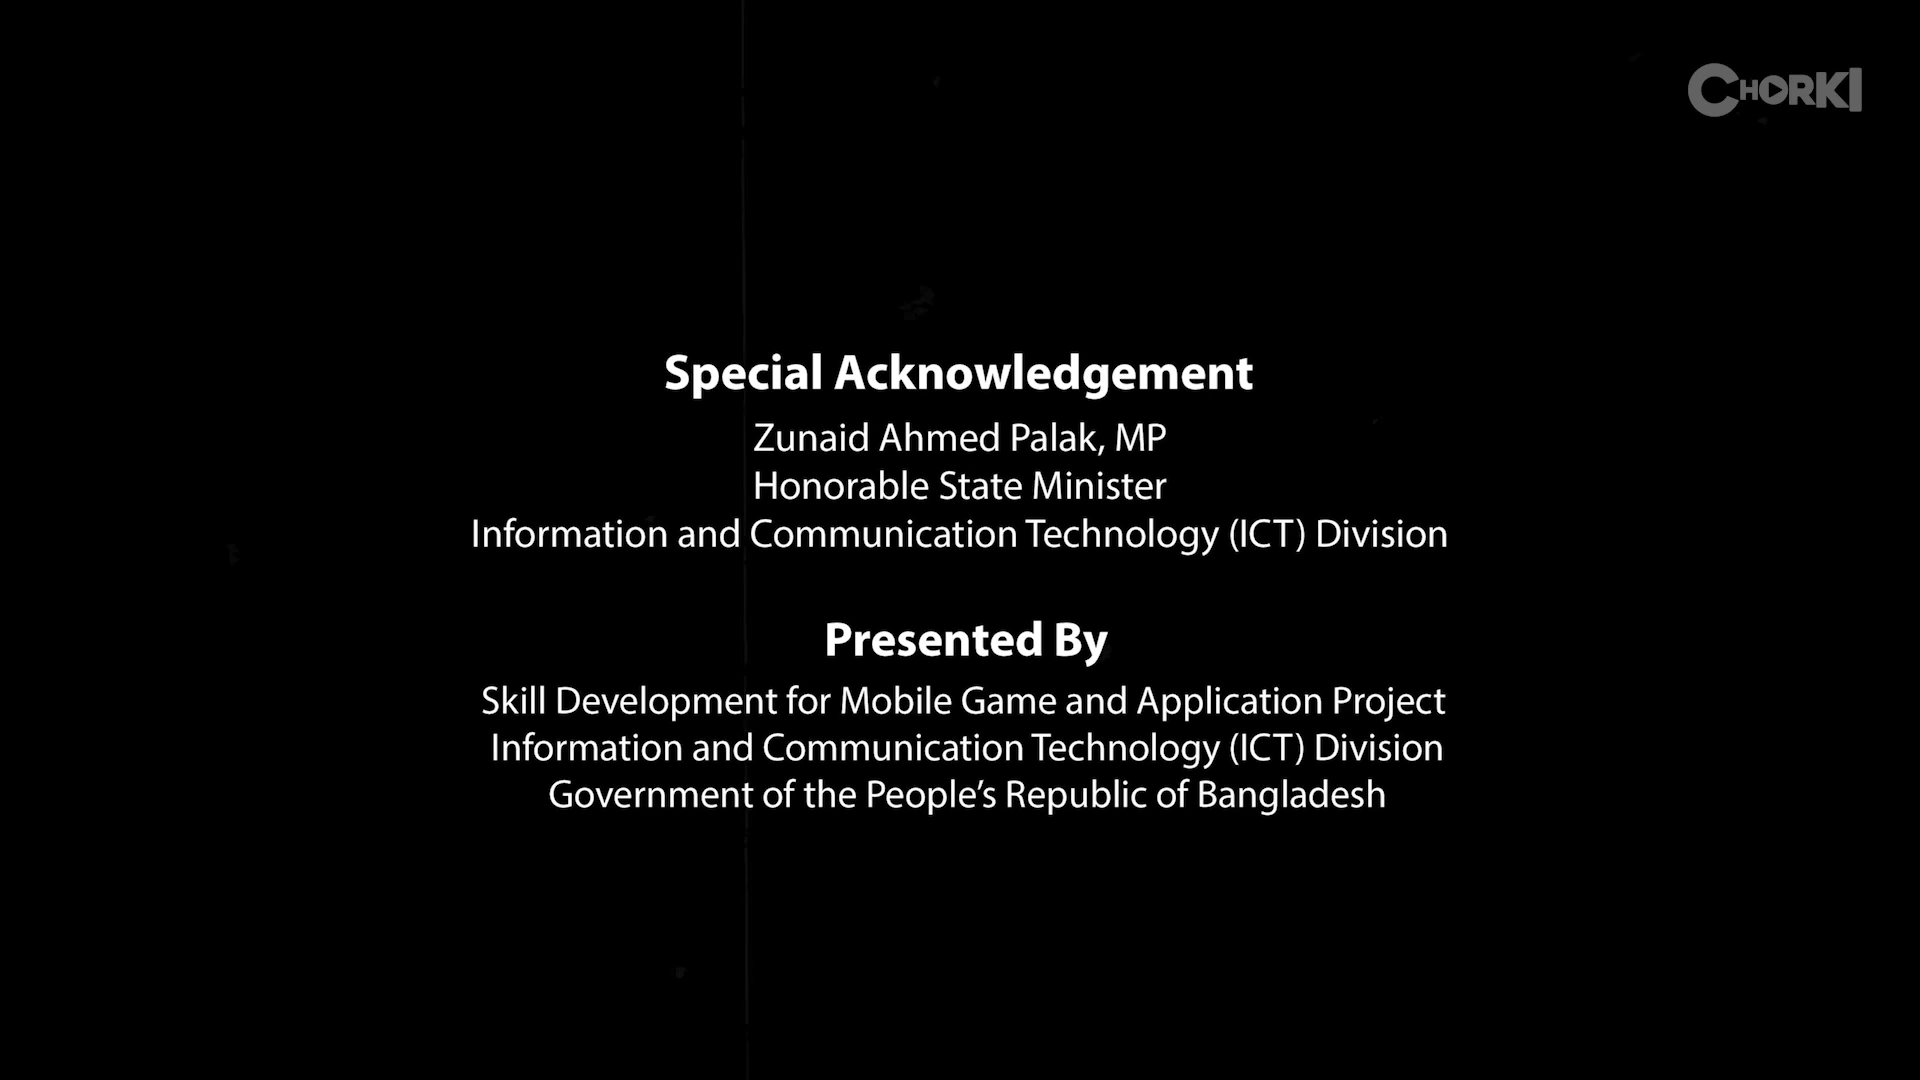 CHORKI
Special Acknowledgement
Zunaid Ahmed Palak, MP
Honorable State Minister
Information and Communication Technology (ICT) Division
Presented By
Skill Development for Mobile Game and Application Project
Information and Communication Technology (ICT) Division
Government of the People’s Republic of Bangladesh